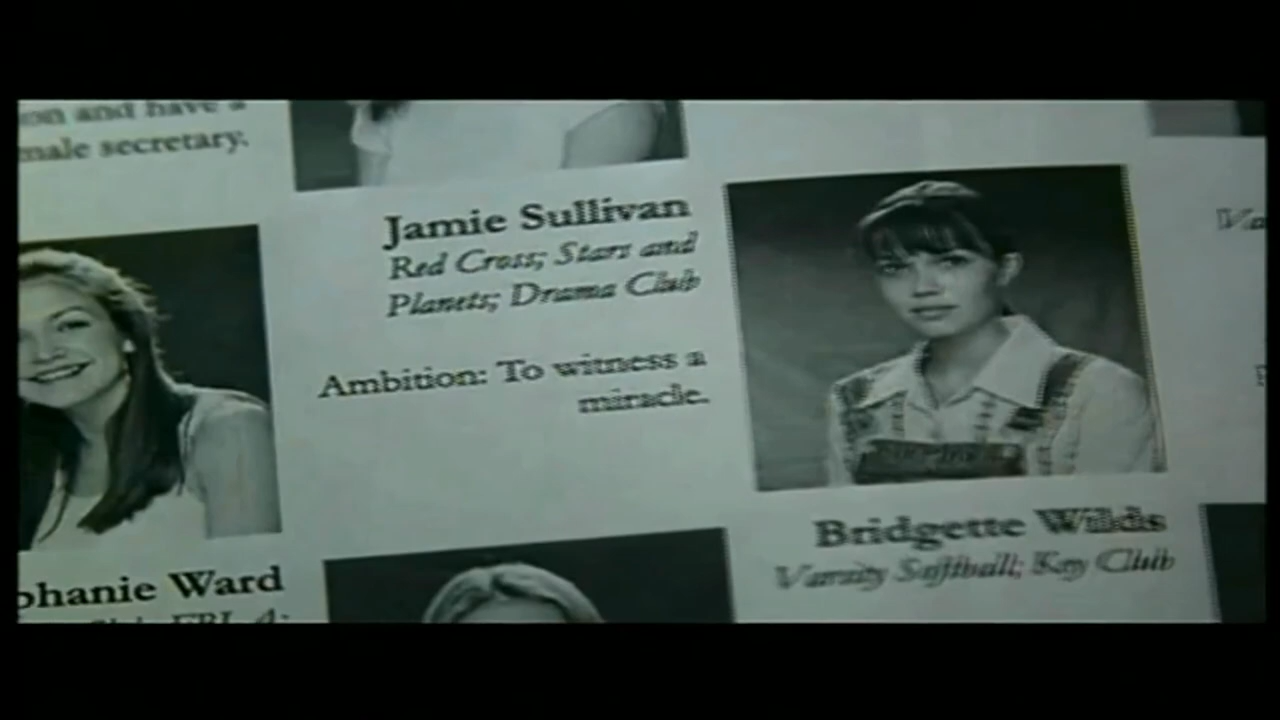 on and have a
male secretary.
Jamie Sullivan
Red Cross; Stars and
Planets; Drama Club
Ambition: To witness a
miracle.
phanie Ward
Bridgette Wilds
Varsity Softball; Key Club